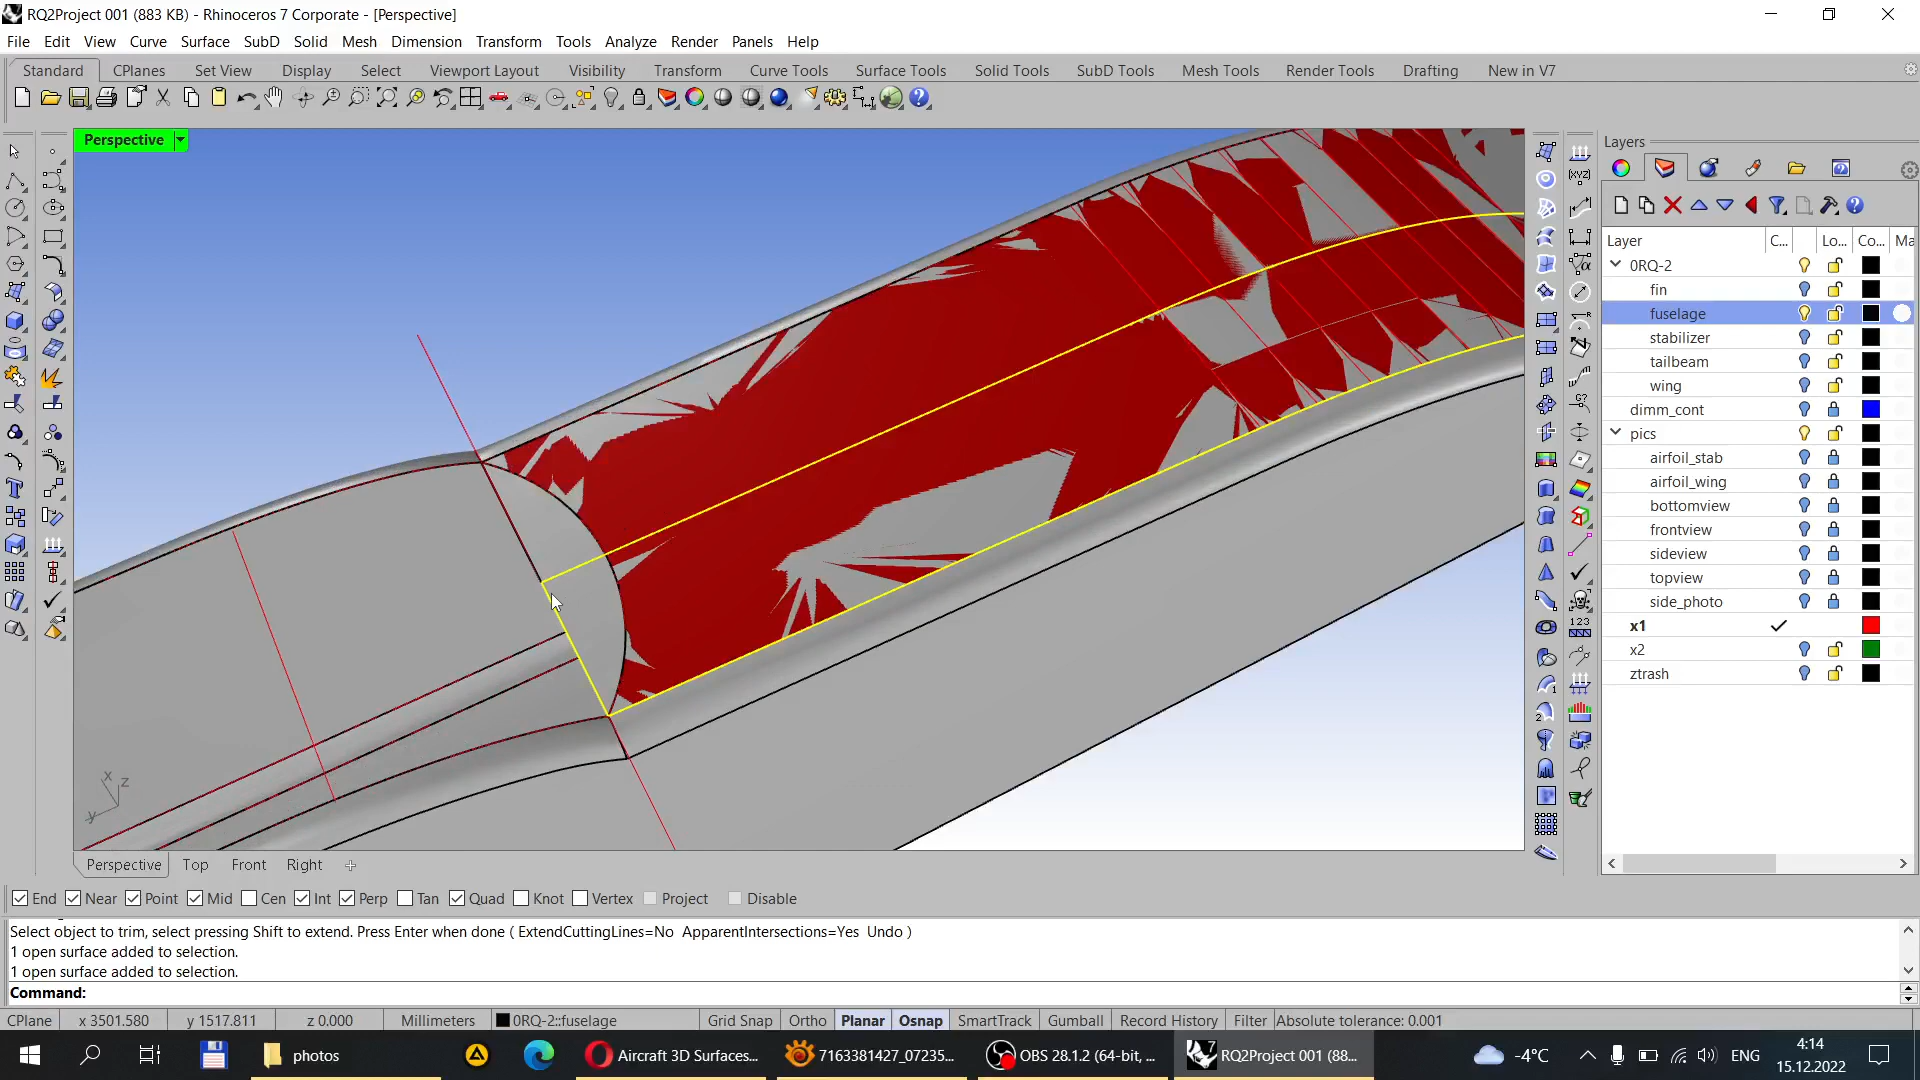 RQ2Project 001 (883 KB) - Rhinoceros 7 Corporate - [Perspective]
File Edit View Curve Surface SubD Solid Mesh Dimension Transform Tools Analyze Render Panels Help
Standard CPlanes Set View Display Select Viewport Layout Visibility Transform Curve Tools Surface Tools Solid Tools SubD Tools Mesh Tools Render Tools Drafting New in V7
Perspective
Layers
Layer C... Lo... Co... Ma
0RQ-2
fin
fuselage
stabilizer
tailbeam
wing
dimm_cont
pics
airfoil_stab
airfoil_wing
bottomview
frontview
sideview
topview
side_photo
x1
x2
ztrash
x z
y
Perspective Top Front Right
End Near Point Mid Cen Int Perp Tan Quad Knot Vertex Project Disable
Select object to trim, select pressing Shift to extend. Press Enter when done ( ExtendCuttingLines=No ApparentIntersections=Yes Undo )
1 open surface added to selection.
1 open surface added to selection.
Command:
CPlane x 3501.580 y 1517.811 z 0.000 Millimeters 0RQ-2::fuselage Grid Snap Ortho Planar Osnap SmartTrack Gumball Record History Filter Absolute tolerance: 0.001
photos Aircraft 3D Surfaces... 7163381427_07235... OBS 28.1.2 (64-bit, ... RQ2Project 001 (88... -4°C ENG 4:14
15.12.2022